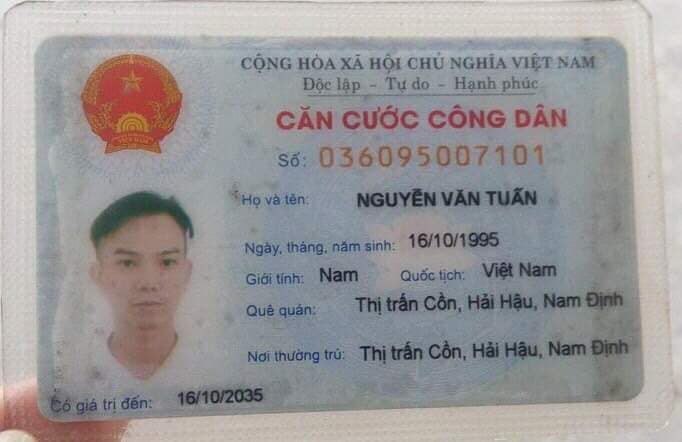 CỘNG HÒA XÃ HỘI CHỦ NGHĨA VIỆT NAM
Độc lập - Tự do - Hạnh phúc
CĂN CƯỚC CÔNG DÂN
Số: 036095007101
Họ và tên: NGUYỄN VĂN TUẤN
Ngày, tháng, năm sinh: 16/10/1995
Giới tính: Nam Quốc tịch: Việt Nam
Quê quán: Thị trấn Cồn, Hải Hậu, Nam Định
Nơi thường trú: Thị trấn Cồn, Hải Hậu, Nam Định
Có giá trị đến: 16/10/2035